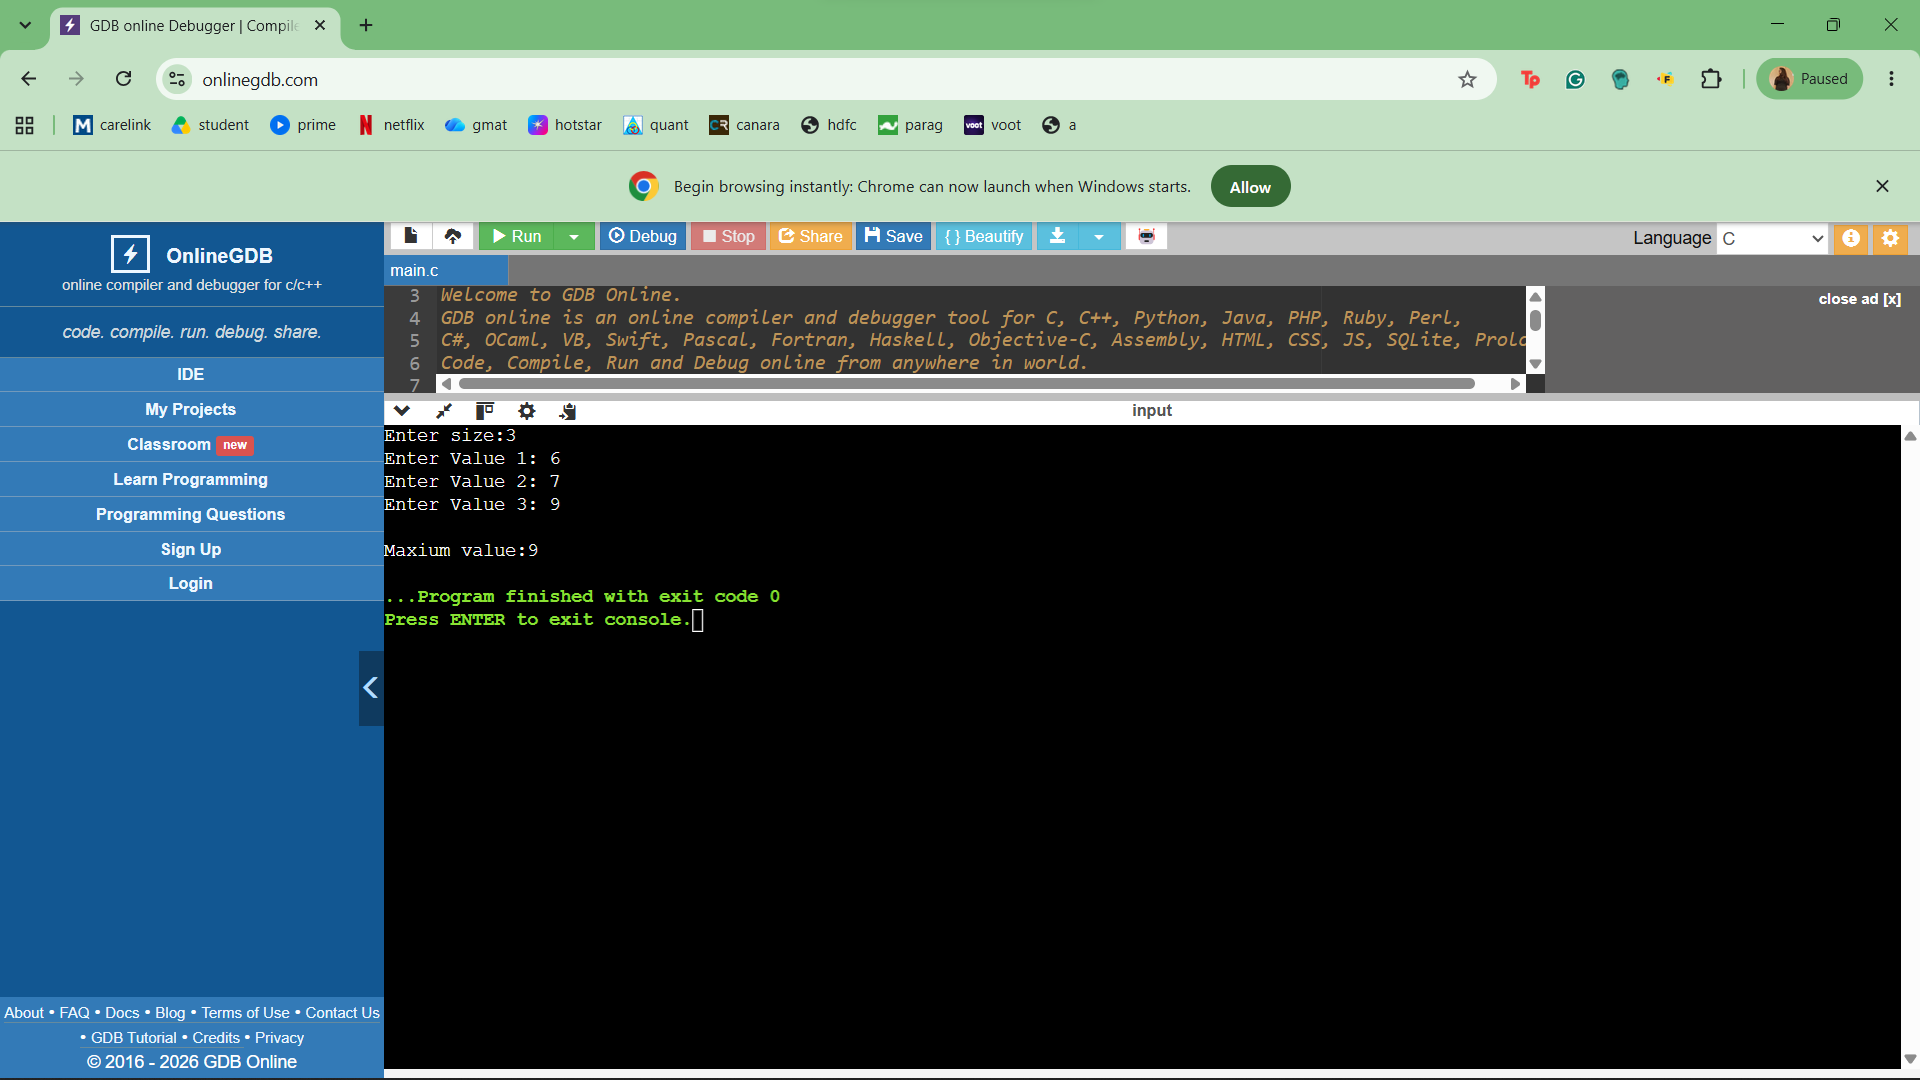 GDB online Debugger | Compile
onlinegdb.com
Tp
Paused
carelink
student
prime
netflix
gmat
hotstar
quant
canara
hdfc
parag
voot
a
Begin browsing instantly: Chrome can now launch when Windows starts.
Allow
OnlineGDB
online compiler and debugger for c/c++
code. compile. run. debug. share.
IDE
My Projects
Classroom new
Learn Programming
Programming Questions
Sign Up
Login
About • FAQ • Docs • Blog • Terms of Use • Contact Us
• GDB Tutorial • Credits • Privacy
© 2016 - 2026 GDB Online
Run
Debug
Stop
Share
Save
{ } Beautify
Language C
main.c
3 Welcome to GDB Online.
4 GDB online is an online compiler and debugger tool for C, C++, Python, Java, PHP, Ruby, Perl,
5 C#, OCaml, VB, Swift, Pascal, Fortran, Haskell, Objective-C, Assembly, HTML, CSS, JS, SQLite, Prolo
6 Code, Compile, Run and Debug online from anywhere in world.
7
close ad [x]
input
Enter size:3
Enter Value 1: 6
Enter Value 2: 7
Enter Value 3: 9
Maxium value:9
...Program finished with exit code 0
Press ENTER to exit console.